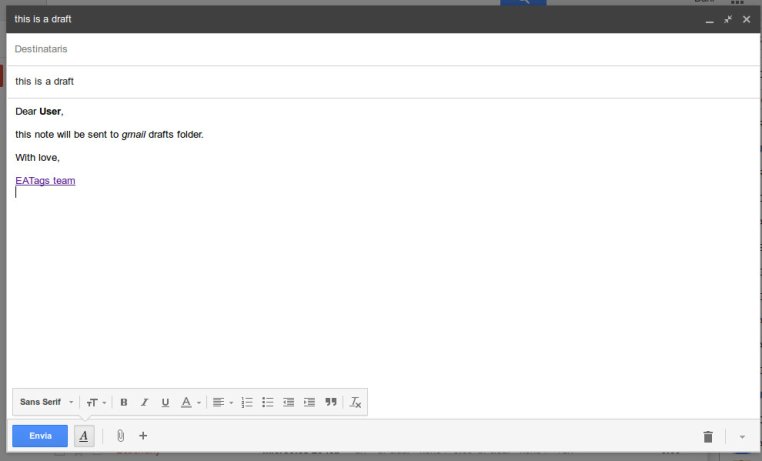 this is a draft
Destinataris
this is a draft
Dear User,
this note will be sent to gmail drafts folder.
With love,
EATags team
Sans Serif
Envia